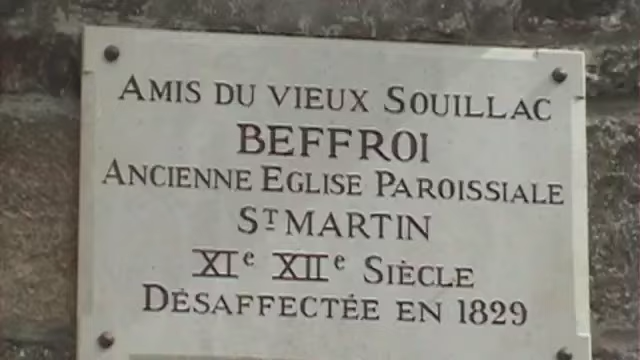 AMIS DU VIEUX SOUILLAC
BEFFROI
ANCIENNE EGLISE PAROISSIALE
ST MARTIN
XIe XIIe SIÈCLE
DÉSAFFECTÉE EN 1829